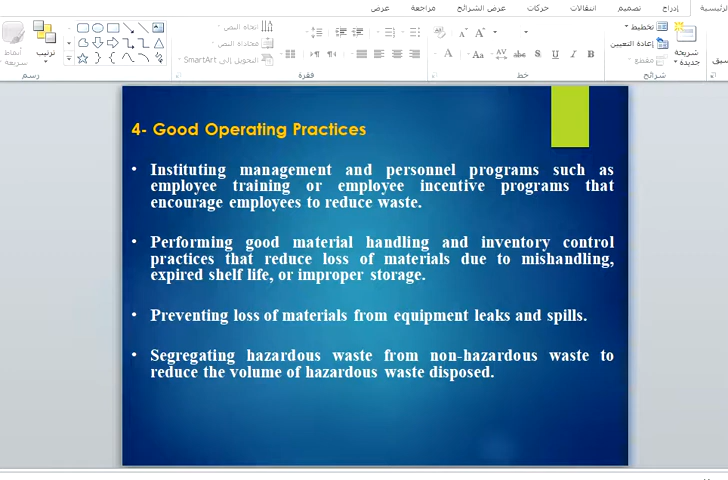 الرئيسية إدراج تصميم انتقالات حركات عرض الشرائح مراجعة عرض
شريحة جديدة
تخطيط
إعادة التعيين
مقطع
شرائح
B I U S abc AV Aa A
A A
خط
فقرة
اتجاه النص
محاذاة النص
التحويل إلى SmartArt
ترتيب
أنماط سريعة
رسم
4- Good Operating Practices
• Instituting management and personnel programs such as
employee training or employee incentive programs that
encourage employees to reduce waste.
• Performing good material handling and inventory control
practices that reduce loss of materials due to mishandling,
expired shelf life, or improper storage.
• Preventing loss of materials from equipment leaks and spills.
• Segregating hazardous waste from non-hazardous waste to
reduce the volume of hazardous waste disposed.